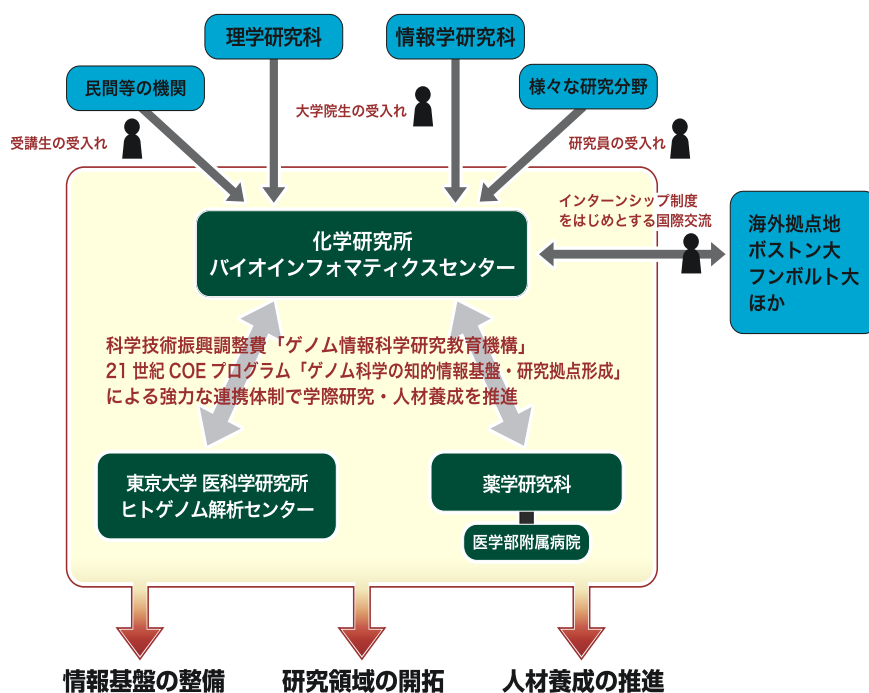 理学研究科
情報学研究科
民間等の機関
様々な研究分野
大学院生の受入れ
受講生の受入れ
研究員の受入れ
インターンシップ制度
をはじめとする国際交流
化学研究所
バイオインフォマティクスセンター
海外拠点地
ボストン大
フンボルト大
ほか
科学技術振興調整費「ゲノム情報科学研究教育機構」
21世紀COEプログラム「ゲノム科学の知的情報基盤・研究拠点形成」
による強力な連携体制で学際研究・人材養成を推進
東京大学 医科学研究所
ヒトゲノム解析センター
薬学研究科
医学部附属病院
情報基盤の整備
研究領域の開拓
人材養成の推進